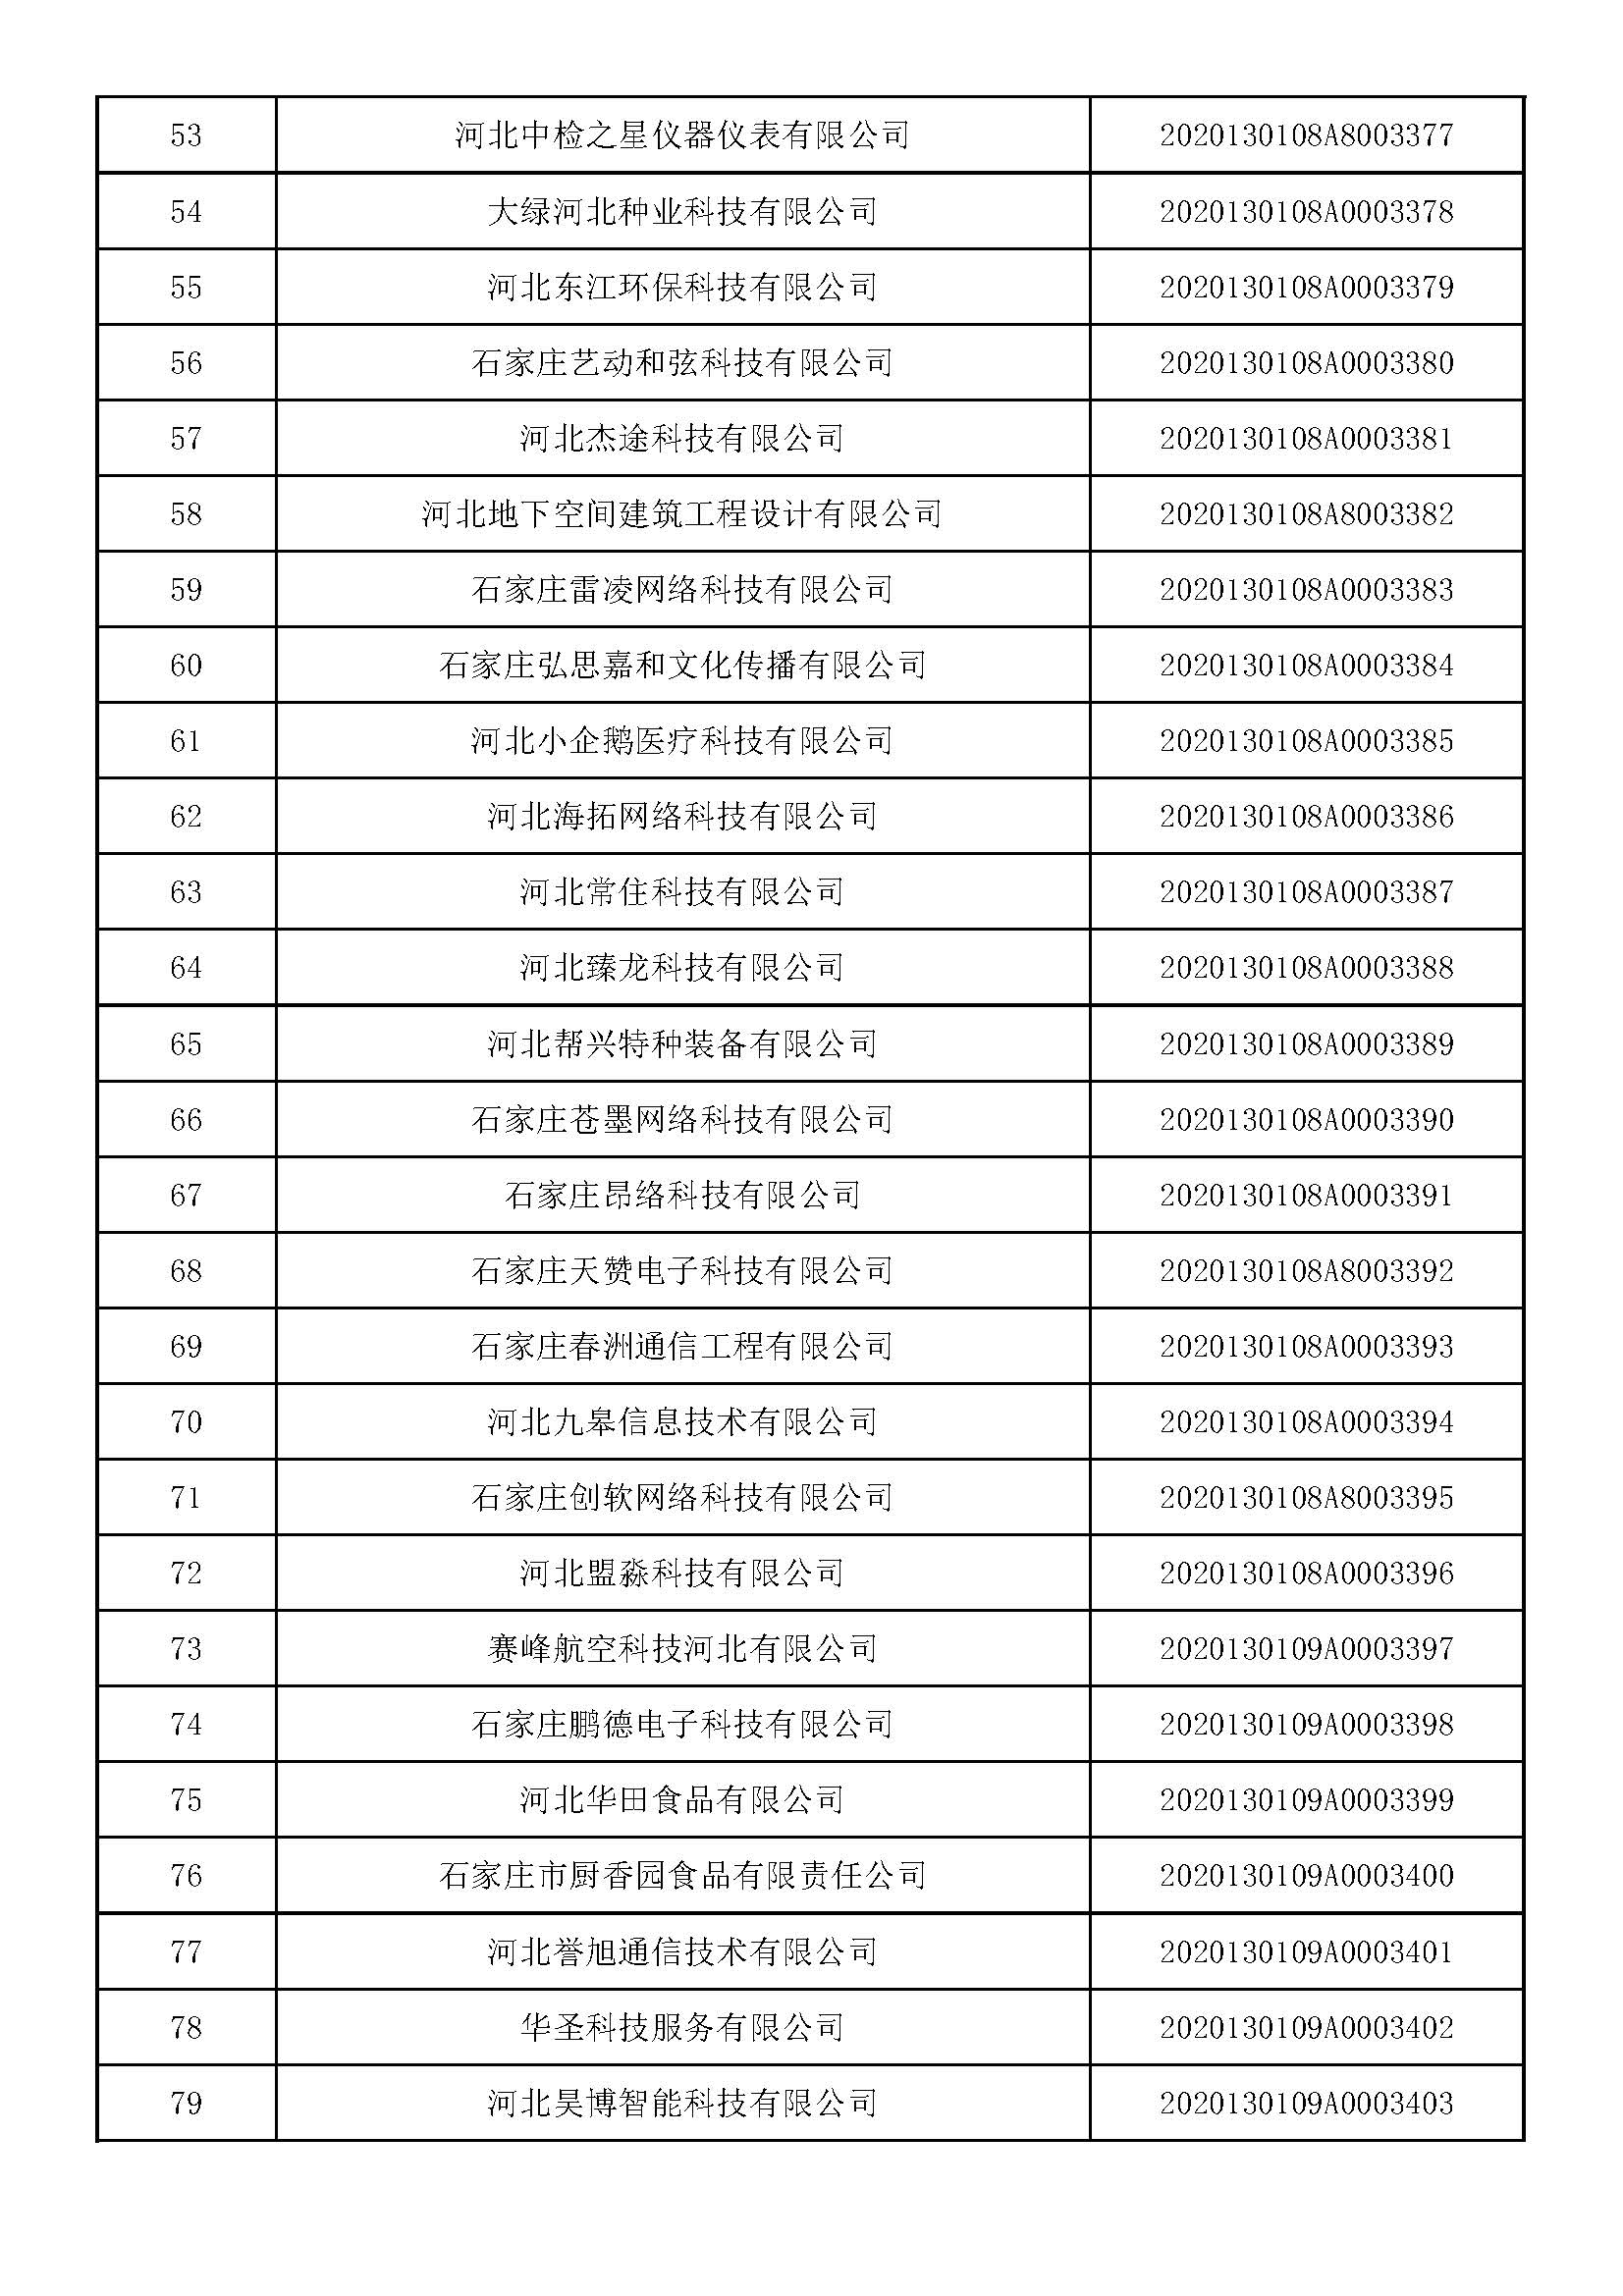 53 河北中检之星仪器仪表有限公司 2020130108A8003377
54 大绿河北种业科技有限公司 2020130108A0003378
55 河北东江环保科技有限公司 2020130108A0003379
56 石家庄艺动和弦科技有限公司 2020130108A0003380
57 河北杰途科技有限公司 2020130108A0003381
58 河北地下空间建筑工程设计有限公司 2020130108A8003382
59 石家庄雷凌网络科技有限公司 2020130108A0003383
60 石家庄弘思嘉和文化传播有限公司 2020130108A0003384
61 河北小企鹅医疗科技有限公司 2020130108A0003385
62 河北海拓网络科技有限公司 2020130108A0003386
63 河北常住科技有限公司 2020130108A0003387
64 河北臻龙科技有限公司 2020130108A0003388
65 河北帮兴特种装备有限公司 2020130108A0003389
66 石家庄苍墨网络科技有限公司 2020130108A0003390
67 石家庄昂络科技有限公司 2020130108A0003391
68 石家庄天赞电子科技有限公司 2020130108A8003392
69 石家庄春洲通信工程有限公司 2020130108A0003393
70 河北九皋信息技术有限公司 2020130108A0003394
71 石家庄创软网络科技有限公司 2020130108A8003395
72 河北盟淼科技有限公司 2020130108A0003396
73 赛峰航空科技河北有限公司 2020130109A0003397
74 石家庄鹏德电子科技有限公司 2020130109A0003398
75 河北华田食品有限公司 2020130109A0003399
76 石家庄市厨香园食品有限责任公司 2020130109A0003400
77 河北誉旭通信技术有限公司 2020130109A0003401
78 华圣科技服务有限公司 2020130109A0003402
79 河北昊博智能科技有限公司 2020130109A0003403